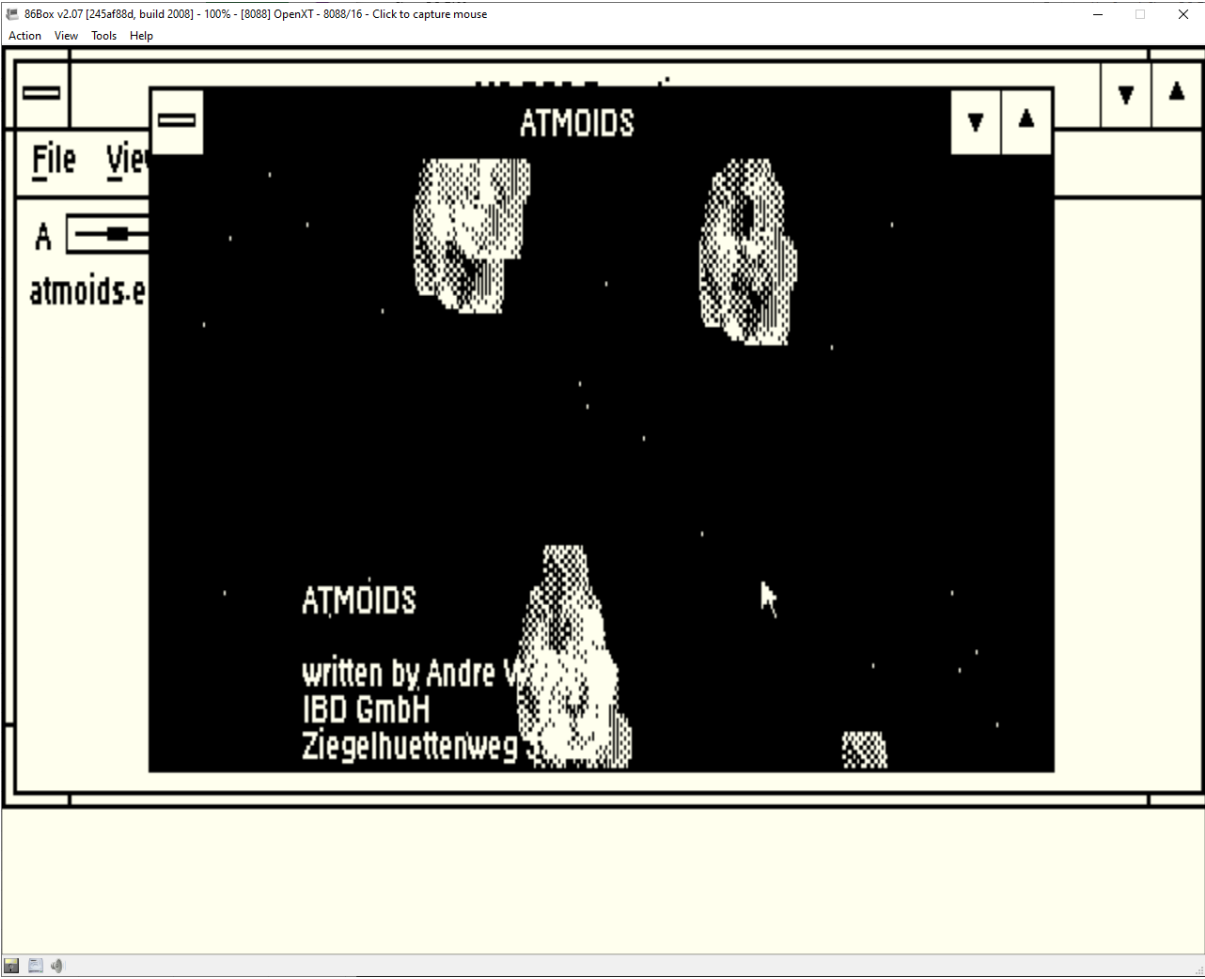 86Box v2.07 [245af88d, build 2008] - 100% - [8088] OpenXT - 8088/16 - Click to capture mouse
Action View Tools Help
ATMOIDS
File
A
ATMOIDS
written by Andre
IBD GmbH
Ziegelhuettenweg